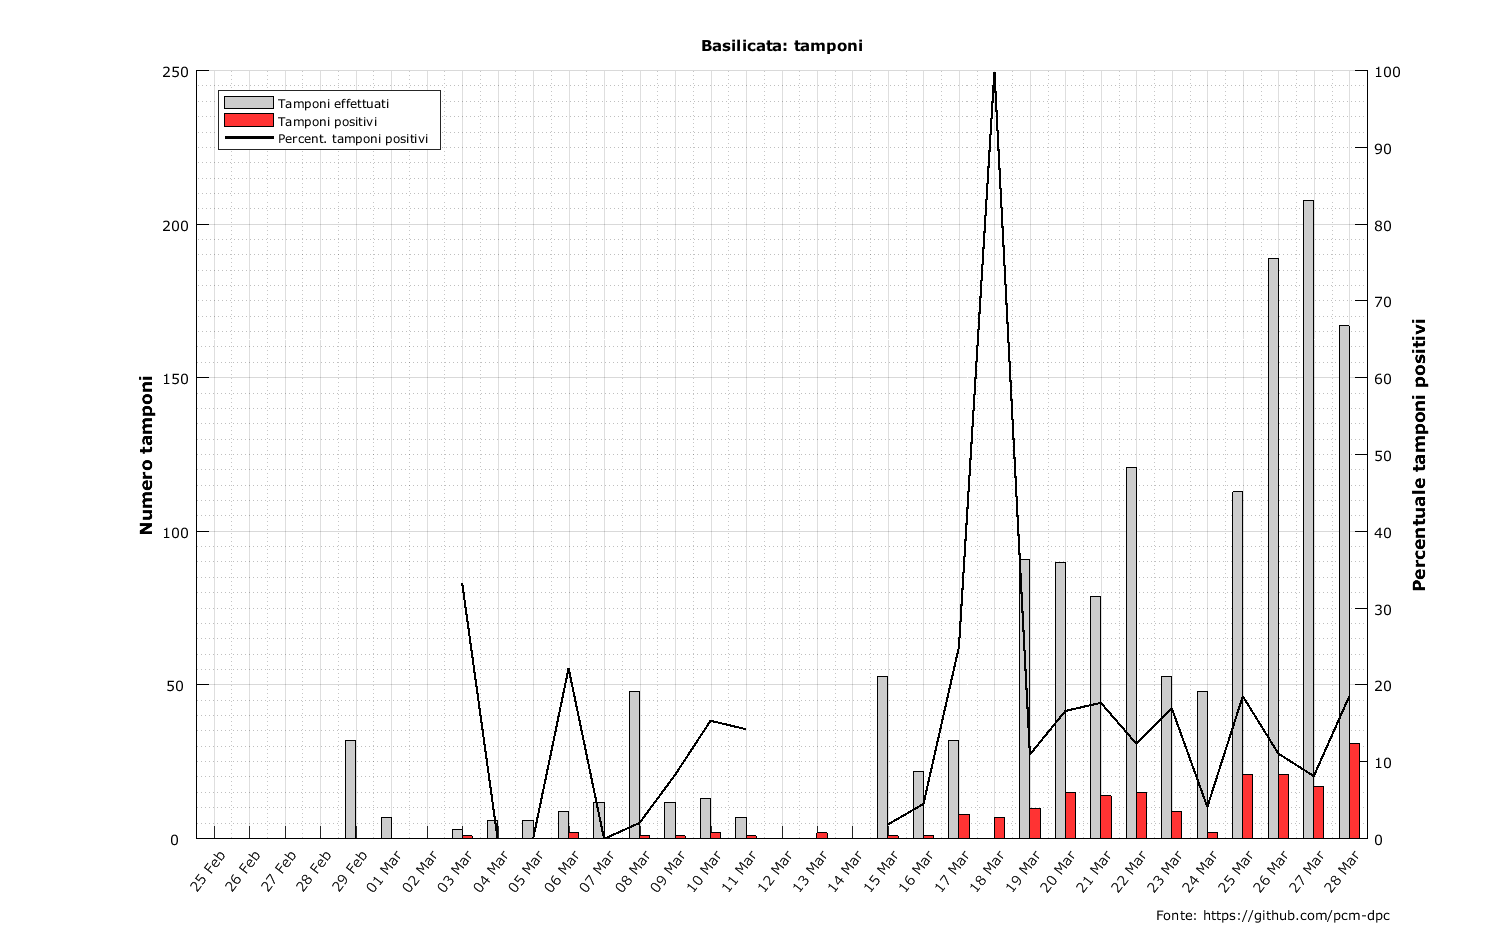 Basilicata: tamponi
Tamponi effettuati
Tamponi positivi
Percent. tamponi positivi
Numero tamponi
250
200
150
100
50
0
100
90
80
70
60
50
40
30
20
10
0
Percentuale tamponi positivi
25 Feb
26 Feb
27 Feb
28 Feb
29 Feb
01 Mar
02 Mar
03 Mar
04 Mar
05 Mar
06 Mar
07 Mar
08 Mar
09 Mar
10 Mar
11 Mar
12 Mar
13 Mar
14 Mar
15 Mar
16 Mar
17 Mar
18 Mar
19 Mar
20 Mar
21 Mar
22 Mar
23 Mar
24 Mar
25 Mar
26 Mar
27 Mar
28 Mar
Fonte: https://github.com/pcm-dpc